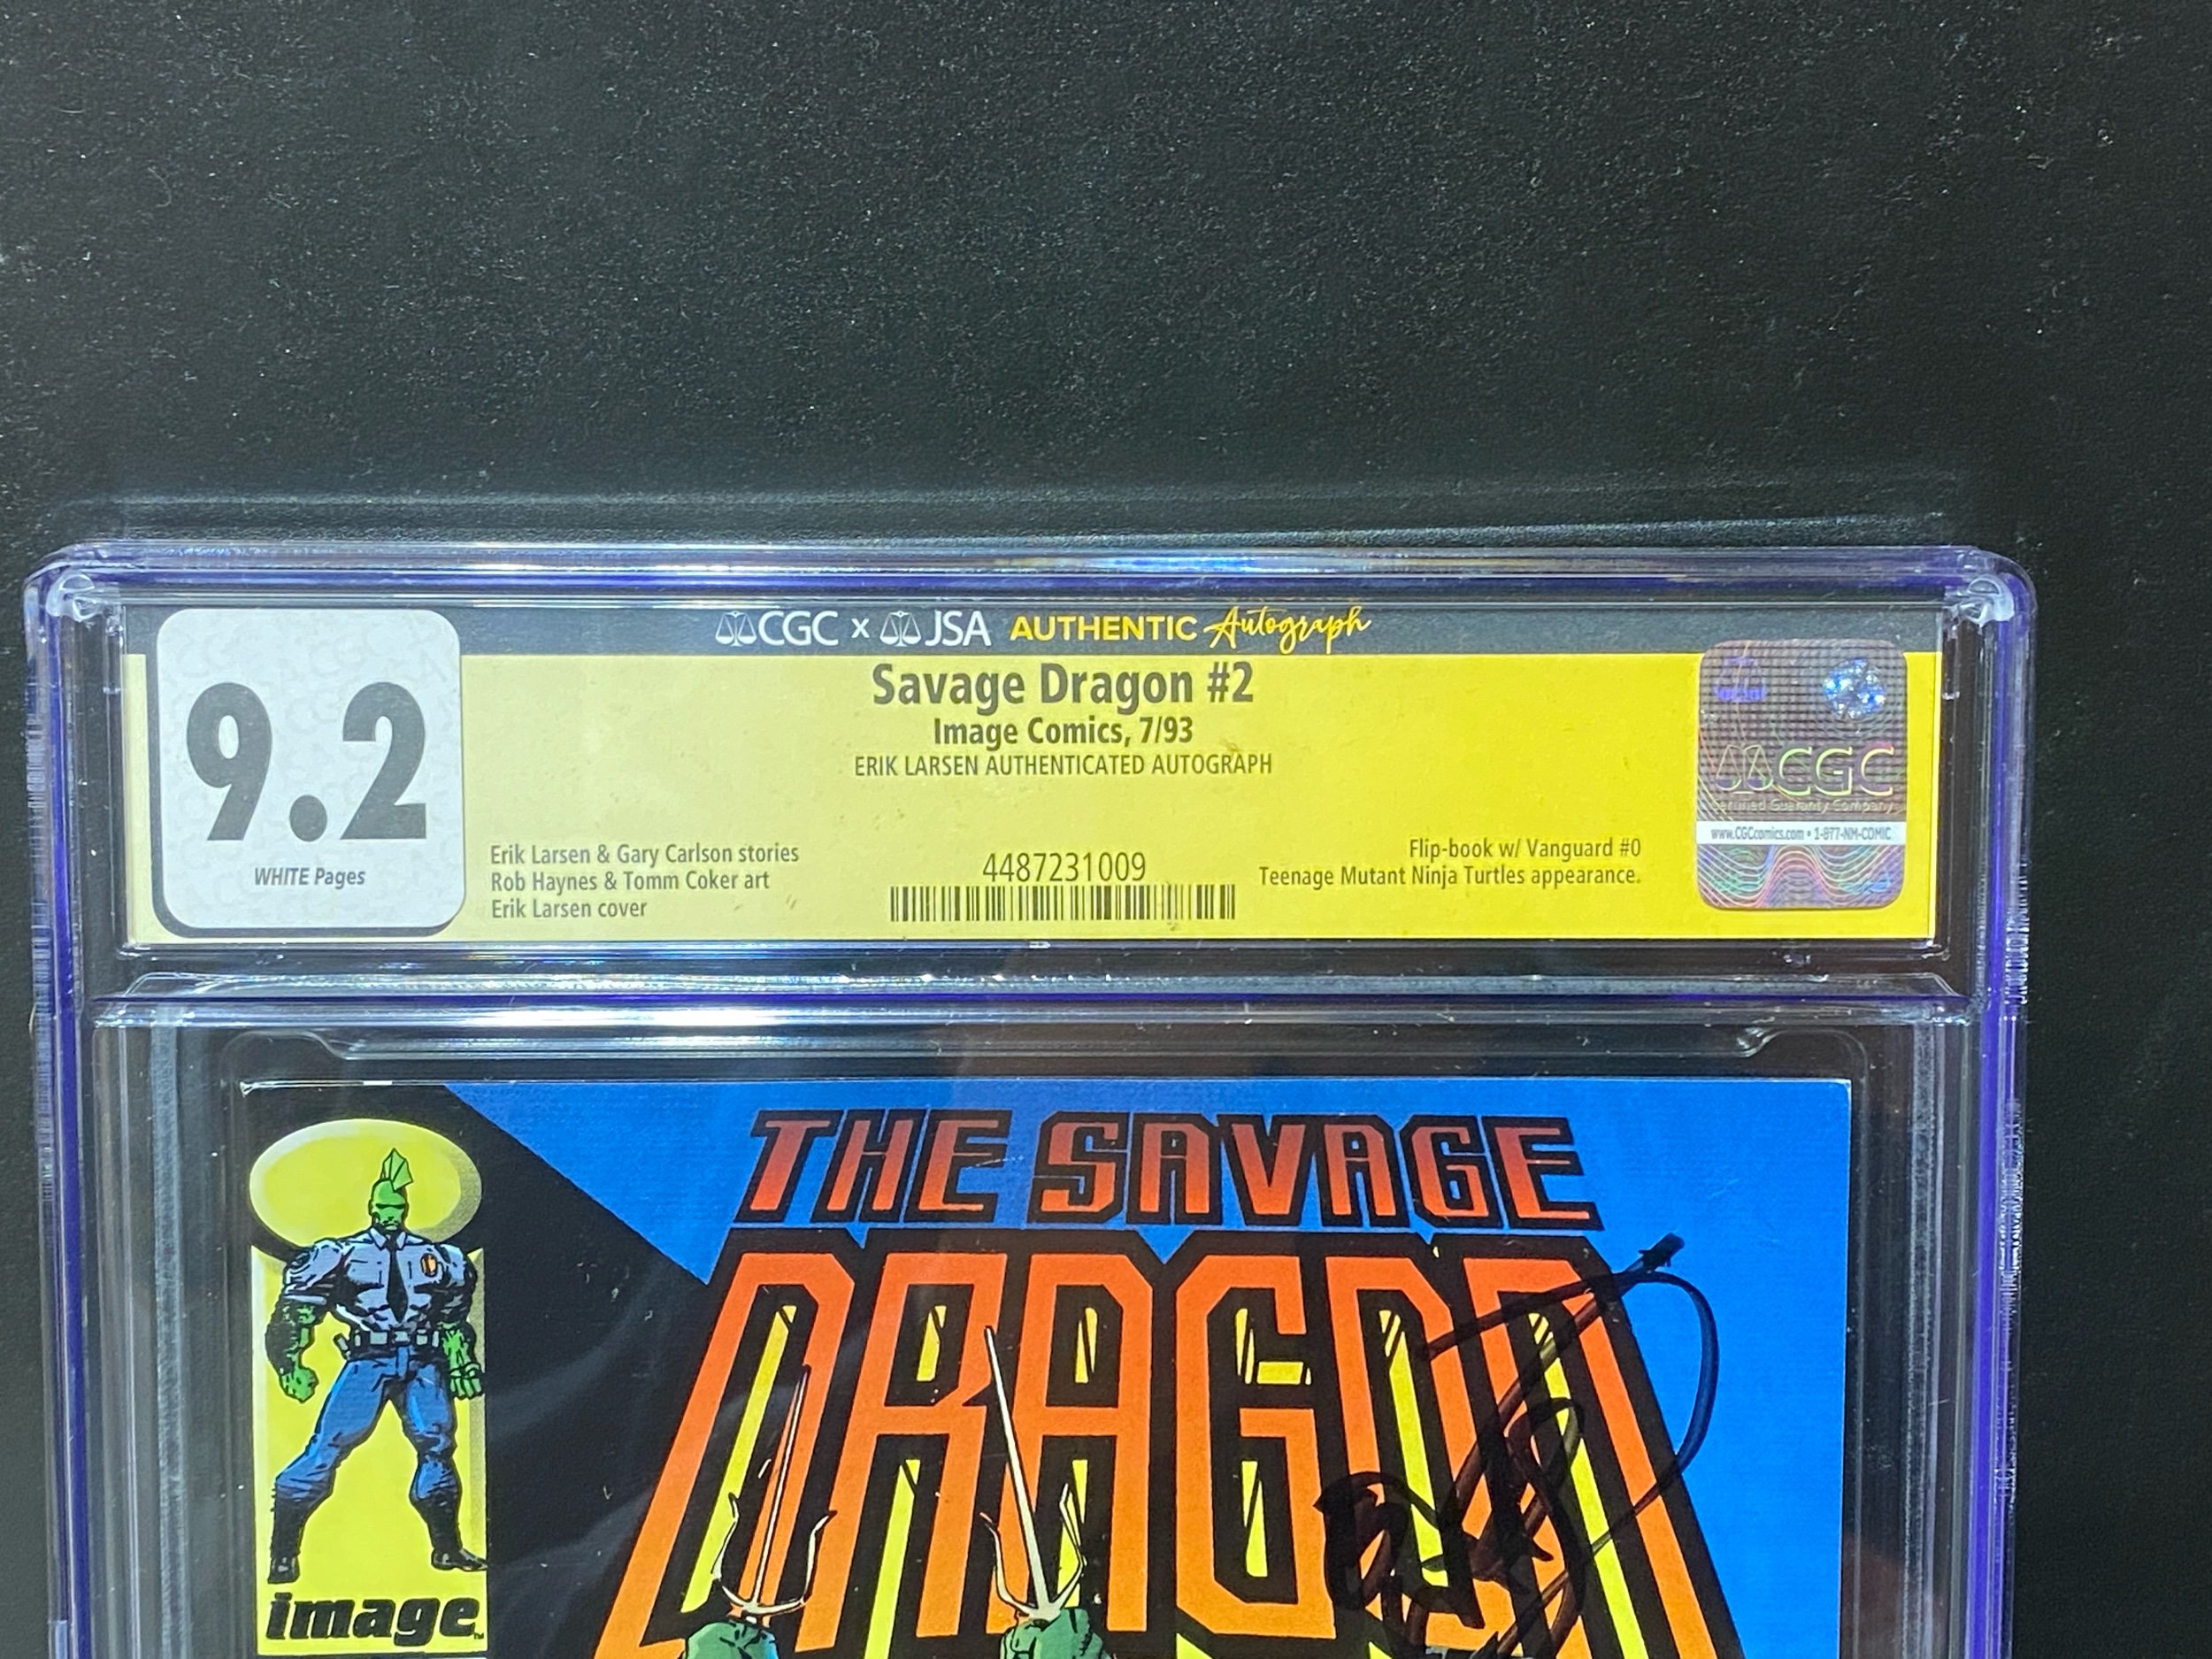 CGC x JSA AUTHENTIC Autograph
9.2
WHITE Pages
Savage Dragon #2
Image Comics, 7/93
ERIK LARSEN AUTHENTICATED AUTOGRAPH
Erik Larsen & Gary Carlson stories
Rob Haynes & Tomm Coker art
Erik Larsen cover
4487231009
Flip-book w/ Vanguard #0
Teenage Mutant Ninja Turtles appearance.
CGC
Certified Guaranty Company
www.CGCcomics.com • 1-877-NM-COMIC
THE SAVAGE
DRAGON
image™